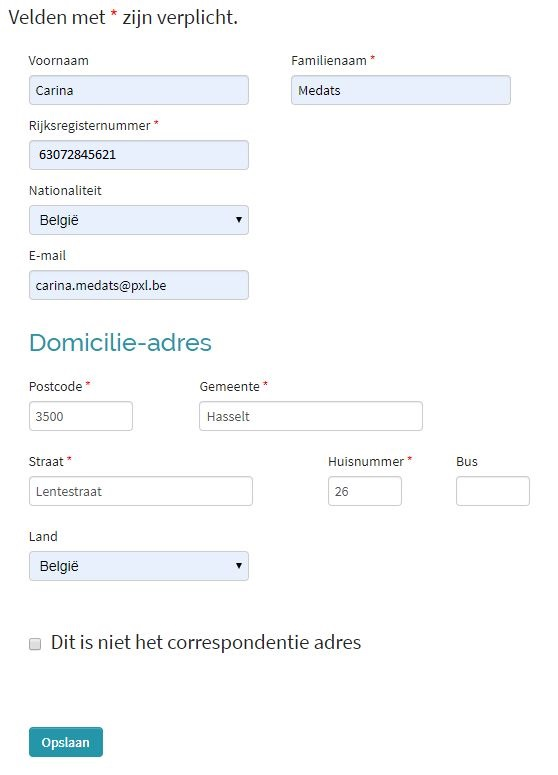 Velden met * zijn verplicht.
Voornaam Familienaam *
Carina Medats
Rijksregisternummer *
63072845621
Nationaliteit
België
E-mail
carina.medats@pxl.be
Domicilie-adres
Postcode * Gemeente *
3500 Hasselt
Straat * Huisnummer * Bus
Lentestraat 26
Land
België
Dit is niet het correspondentie adres
Opslaan